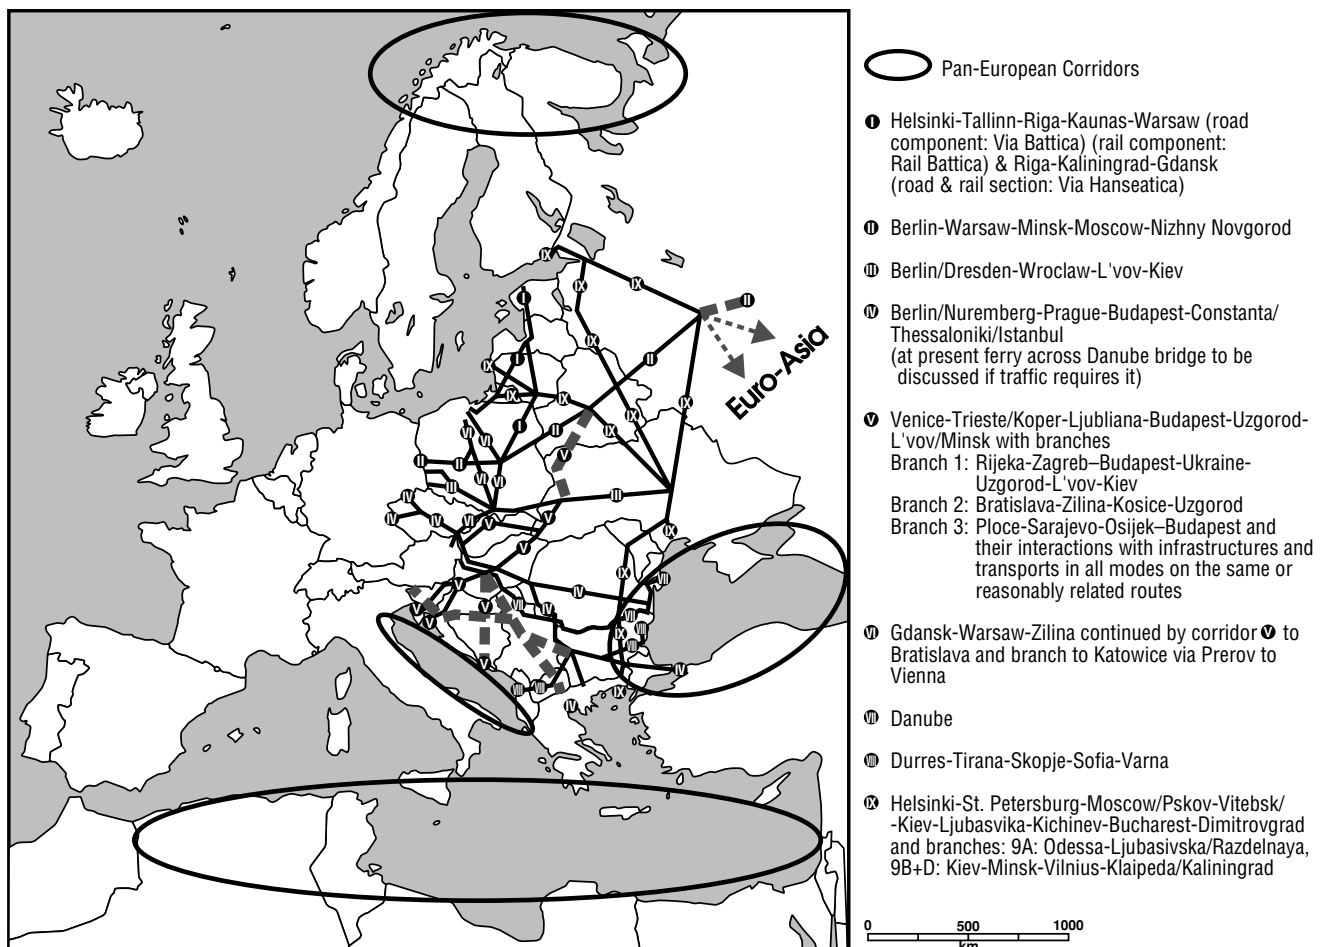 Pan-European Corridors
I Helsinki-Tallinn-Riga-Kaunas-Warsaw (road
component: Via Battica) (rail component:
Rail Battica) & Riga-Kaliningrad-Gdansk
(road & rail section: Via Hanseatica)
II Berlin-Warsaw-Minsk-Moscow-Nizhny Novgorod
III Berlin/Dresden-Wroclaw-L'vov-Kiev
IV Berlin/Nuremberg-Prague-Budapest-Constanta/
Thessaloniki/Istanbul
(at present ferry across Danube bridge to be
discussed if traffic requires it)
V Venice-Trieste/Koper-Ljubliana-Budapest-Uzgorod-
L'vov/Minsk with branches
Branch 1: Rijeka-Zagreb–Budapest-Ukraine-
Uzgorod-L'vov-Kiev
Branch 2: Bratislava-Zilina-Kosice-Uzgorod
Branch 3: Ploce-Sarajevo-Osijek–Budapest and
their interactions with infrastructures and
transports in all modes on the same or
reasonably related routes
VI Gdansk-Warsaw-Zilina continued by corridor V to
Bratislava and branch to Katowice via Prerov to
Vienna
VII Danube
VIII Durres-Tirana-Skopje-Sofia-Varna
IX Helsinki-St. Petersburg-Moscow/Pskov-Vitebsk/
-Kiev-Ljubasvika-Kichinev-Bucharest-Dimitrovgrad
and branches: 9A: Odessa-Ljubasivska/Razdelnaya,
9B+D: Kiev-Minsk-Vilnius-Klaipeda/Kaliningrad
0 500 1000
km
Euro-Asia